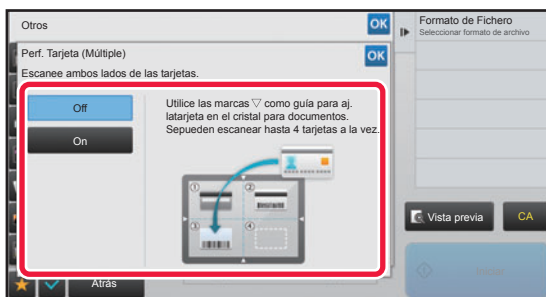 Otros
OK
Formato de Fichero
Seleccionar formato de archivo
Perf. Tarjeta (Múltiple)
OK
Escanee ambos lados de las tarjetas.
Off
On
Utilice las marcas ▽ como guía para aj.
latarjeta en el cristal para documentos.
Sepueden escanear hasta 4 tarjetas a la vez.
① ②
③ ④
Vista previa
CA
Atrás